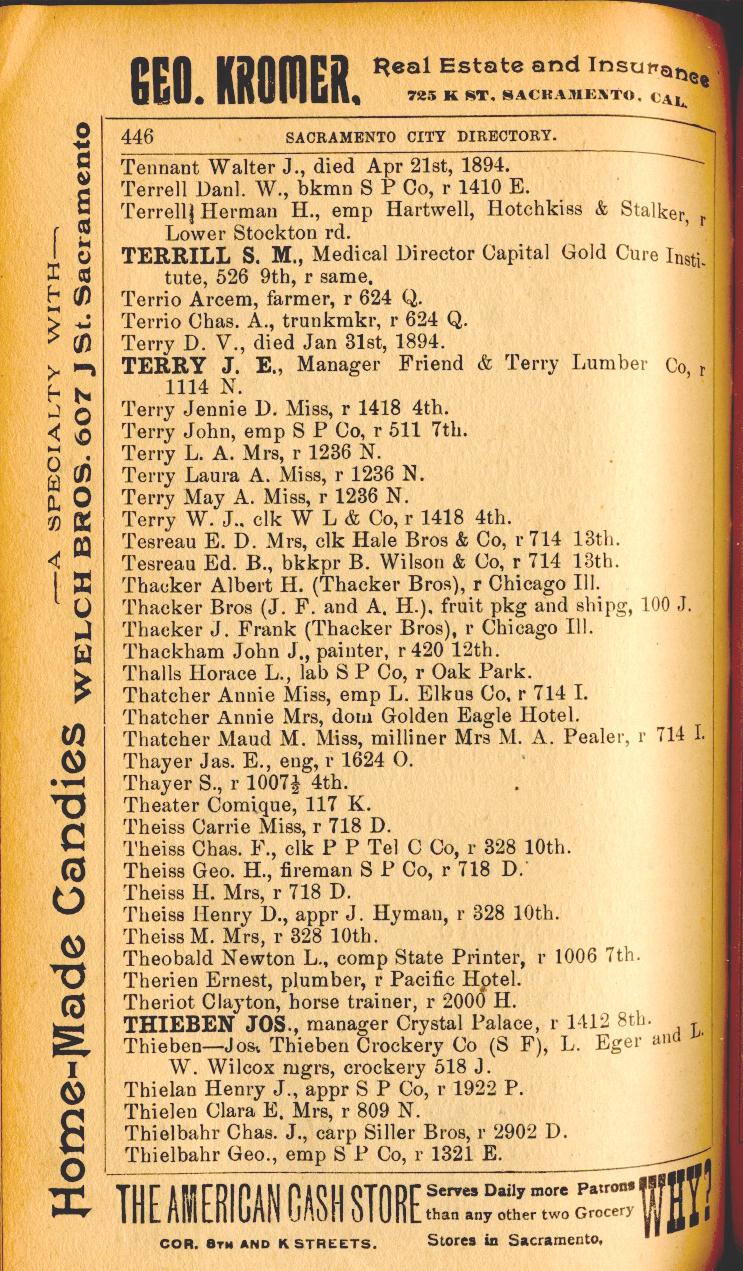 GEO. KROMER. Real Estate and Insurance
725 K ST. SACRAMENTO. CAL.
446 SACRAMENTO CITY DIRECTORY.
Tennant Walter J., died Apr 21st, 1894.
Terrell Danl. W., bkmn S P Co, r 1410 E.
Terrell Herman H., emp Hartwell, Hotchkiss & Stalker, r
Lower Stockton rd.
TERRILL S. M., Medical Director Capital Gold Cure Insti-
tute, 526 9th, r same.
Terrio Arcem, farmer, r 624 Q.
Terrio Chas. A., trunkmkr, r 624 Q.
Terry D. V., died Jan 31st, 1894.
TERRY J. E., Manager Friend & Terry Lumber Co, r
1114 N.
Terry Jennie D. Miss, r 1418 4th.
Terry John, emp S P Co, r 511 7th.
Terry L. A. Mrs, r 1236 N.
Terry Laura A. Miss, r 1236 N.
Terry May A. Miss, r 1236 N.
Terry W. J., clk W L & Co, r 1418 4th.
Tesreau E. D. Mrs, clk Hale Bros & Co, r 714 13th.
Tesreau Ed. B., bkkpr B. Wilson & Co, r 714 13th.
Thacker Albert H. (Thacker Bros), r Chicago Ill.
Thacker Bros (J. F. and A. H.), fruit pkg and shipg, 100 J.
Thacker J. Frank (Thacker Bros), r Chicago Ill.
Thackham John J., painter, r 420 12th.
Thalls Horace L., lab S P Co, r Oak Park.
Thatcher Annie Miss, emp L. Elkus Co, r 714 I.
Thatcher Annie Mrs, dom Golden Eagle Hotel.
Thatcher Maud M. Miss, milliner Mrs M. A. Pealer, r 714 I.
Thayer Jas. E., eng, r 1624 O.
Thayer S., r 1007½ 4th.
Theater Comique, 117 K.
Theiss Carrie Miss, r 718 D.
Theiss Chas. F., clk P P Tel C Co, r 328 10th.
Theiss Geo. H., fireman S P Co, r 718 D.
Theiss H. Mrs, r 718 D.
Theiss Henry D., appr J. Hyman, r 328 10th.
Theiss M. Mrs, r 328 10th.
Theobald Newton L., comp State Printer, r 1006 7th.
Therien Ernest, plumber, r Pacific Hotel.
Theriot Clayton, horse trainer, r 2000 H.
THIEBEN JOS., manager Crystal Palace, r 1412 8th.
Thieben—Jos. Thieben Crockery Co (S F), L. Eger and L.
W. Wilcox mgrs, crockery 518 J.
Thielan Henry J., appr S P Co, r 1922 P.
Thielen Clara E. Mrs, r 809 N.
Thielbahr Chas. J., carp Siller Bros, r 2902 D.
Thielbahr Geo., emp S P Co, r 1321 E.
THE AMERICAN CASH STORE
COR. 8TH AND K STREETS.
Serves Daily more Patrons
than any other two Grocery
Stores in Sacramento,
WHY?
—A SPECIALTY WITH—
Home-Made Candies WELCH BROS. 607 J St. Sacramento